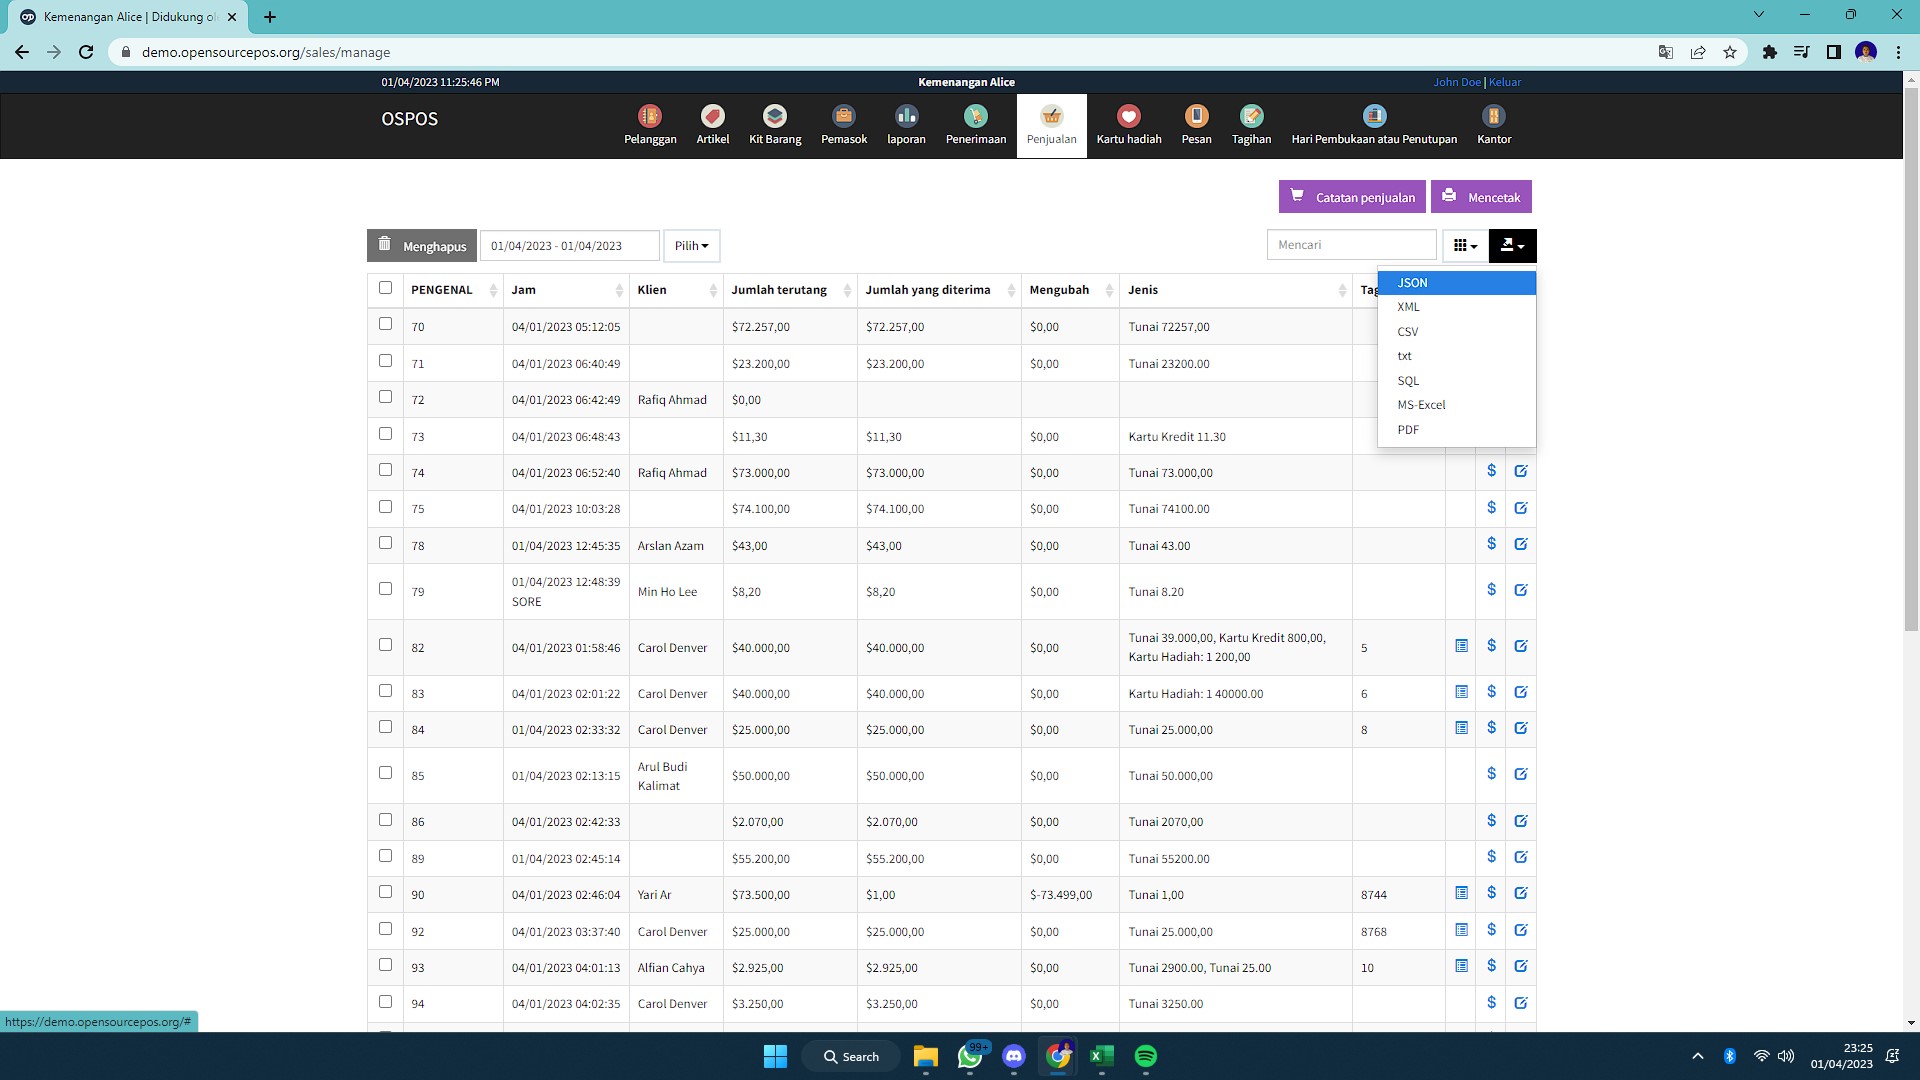 Kemenangan Alice | Didukung ol
demo.opensourcepos.org/sales/manage
01/04/2023 11:25:46 PM
Kemenangan Alice
John Doe | Keluar
OSPOS
Pelanggan
Artikel
Kit Barang
Pemasok
laporan
Penerimaan
Penjualan
Kartu hadiah
Pesan
Tagihan
Hari Pembukaan atau Penutupan
Kantor
Catatan penjualan
Mencetak
Menghapus
01/04/2023 - 01/04/2023
Pilih
Mencari
JSON
XML
CSV
txt
SQL
MS-Excel
PDF
PENGENAL Jam Klien Jumlah terutang Jumlah yang diterima Mengubah Jenis Tag
70 04/01/2023 05:12:05 $72.257,00 $72.257,00 $0,00 Tunai 72257,00
71 04/01/2023 06:40:49 $23.200,00 $23.200,00 $0,00 Tunai 23200.00
72 04/01/2023 06:42:49 Rafiq Ahmad $0,00
73 04/01/2023 06:48:43 $11,30 $11,30 $0,00 Kartu Kredit 11.30
74 04/01/2023 06:52:40 Rafiq Ahmad $73.000,00 $73.000,00 $0,00 Tunai 73.000,00
75 04/01/2023 10:03:28 $74.100,00 $74.100,00 $0,00 Tunai 74100.00
78 01/04/2023 12:45:35 Arslan Azam $43,00 $43,00 $0,00 Tunai 43.00
79 01/04/2023 12:48:39 SORE Min Ho Lee $8,20 $8,20 $0,00 Tunai 8.20
82 04/01/2023 01:58:46 Carol Denver $40.000,00 $40.000,00 $0,00 Tunai 39.000,00, Kartu Kredit 800,00, Kartu Hadiah: 1 200,00 5
83 04/01/2023 02:01:22 Carol Denver $40.000,00 $40.000,00 $0,00 Kartu Hadiah: 1 40000.00 6
84 01/04/2023 02:33:32 Carol Denver $25.000,00 $25.000,00 $0,00 Tunai 25.000,00 8
85 01/04/2023 02:13:15 Arul Budi Kalimat $50.000,00 $50.000,00 $0,00 Tunai 50.000,00
86 04/01/2023 02:42:33 $2.070,00 $2.070,00 $0,00 Tunai 2070,00
89 01/04/2023 02:45:14 $55.200,00 $55.200,00 $0,00 Tunai 55200.00
90 04/01/2023 02:46:04 Yari Ar $73.500,00 $1,00 $-73.499,00 Tunai 1,00 8744
92 04/01/2023 03:37:40 Carol Denver $25.000,00 $25.000,00 $0,00 Tunai 25.000,00 8768
93 04/01/2023 04:01:13 Alfian Cahya $2.925,00 $2.925,00 $0,00 Tunai 2900.00, Tunai 25.00 10
94 04/01/2023 04:02:35 Carol Denver $3.250,00 $3.250,00 $0,00 Tunai 3250.00
https://demo.opensourcepos.org/#
Search
99+
23:25
01/04/2023